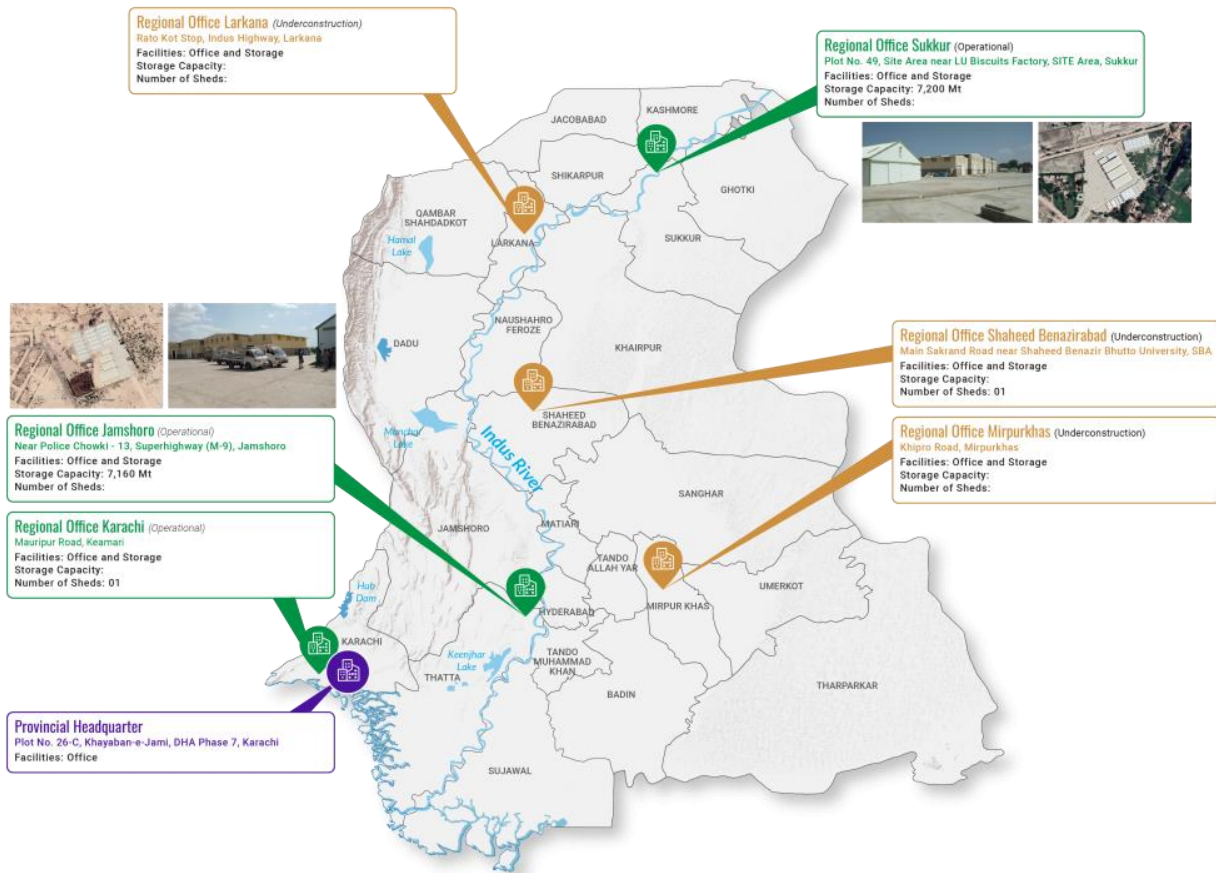 Regional Office Larkana (Underconstruction)
Rato Kot Stop, Indus Highway, Larkana
Facilities: Office and Storage
Storage Capacity:
Number of Sheds:
Regional Office Sukkur (Operational)
Plot No. 49, Site Area near LU Biscuits Factory, SITE Area, Sukkur
Facilities: Office and Storage
Storage Capacity: 7,200 Mt
Number of Sheds:
KASHMORE
JACOBABAD
SHIKARPUR
GHOTKI
QAMBAR
SHAHDADKOT
SUKKUR
LARKANA
Hamal
Lake
NAUSHAHRO
FEROZE
DADU
KHAIRPUR
Regional Office Shaheed Benazirabad (Underconstruction)
Main Sakrand Road near Shaheed Benazir Bhutto University, SBA
Facilities: Office and Storage
Storage Capacity:
Number of Sheds: 01
SHAHEED
BENAZIRABAD
Manchar
Lake
Indus River
Regional Office Jamshoro (Operational)
Near Police Chowki - 13, Superhighway (M-9), Jamshoro
Facilities: Office and Storage
Storage Capacity: 7,160 Mt
Number of Sheds:
Regional Office Mirpurkhas (Underconstruction)
Khipro Road, Mirpurkhas
Facilities: Office and Storage
Storage Capacity:
Number of Sheds:
SANGHAR
JAMSHORO
MATIARI
Regional Office Karachi (Operational)
Mauripur Road, Keamari
Facilities: Office and Storage
Storage Capacity:
Number of Sheds: 01
TANDO
ALLAH YAR
UMERKOT
Hub
Dam
HYDERABAD
MIRPUR KHAS
KARACHI
Keenjhar
Lake
THATTA
TANDO
MUHAMMAD
KHAN
BADIN
THARPARKAR
Provincial Headquarter
Plot No. 26-C, Khayaban-e-Jami, DHA Phase 7, Karachi
Facilities: Office
SUJAWAL